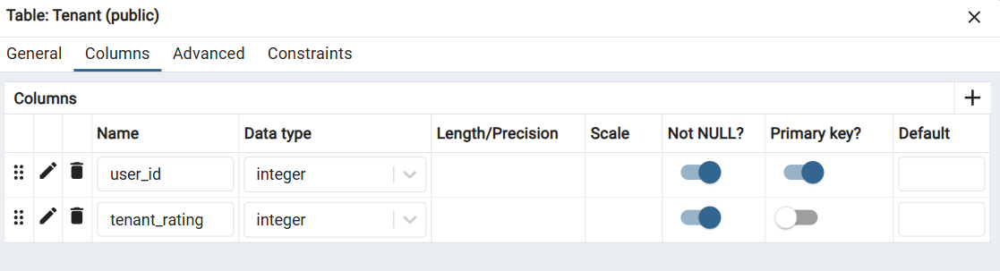 Table: Tenant (public)
General Columns Advanced Constraints
Columns
Name Data type Length/Precision Scale Not NULL? Primary key? Default
user_id integer
tenant_rating integer